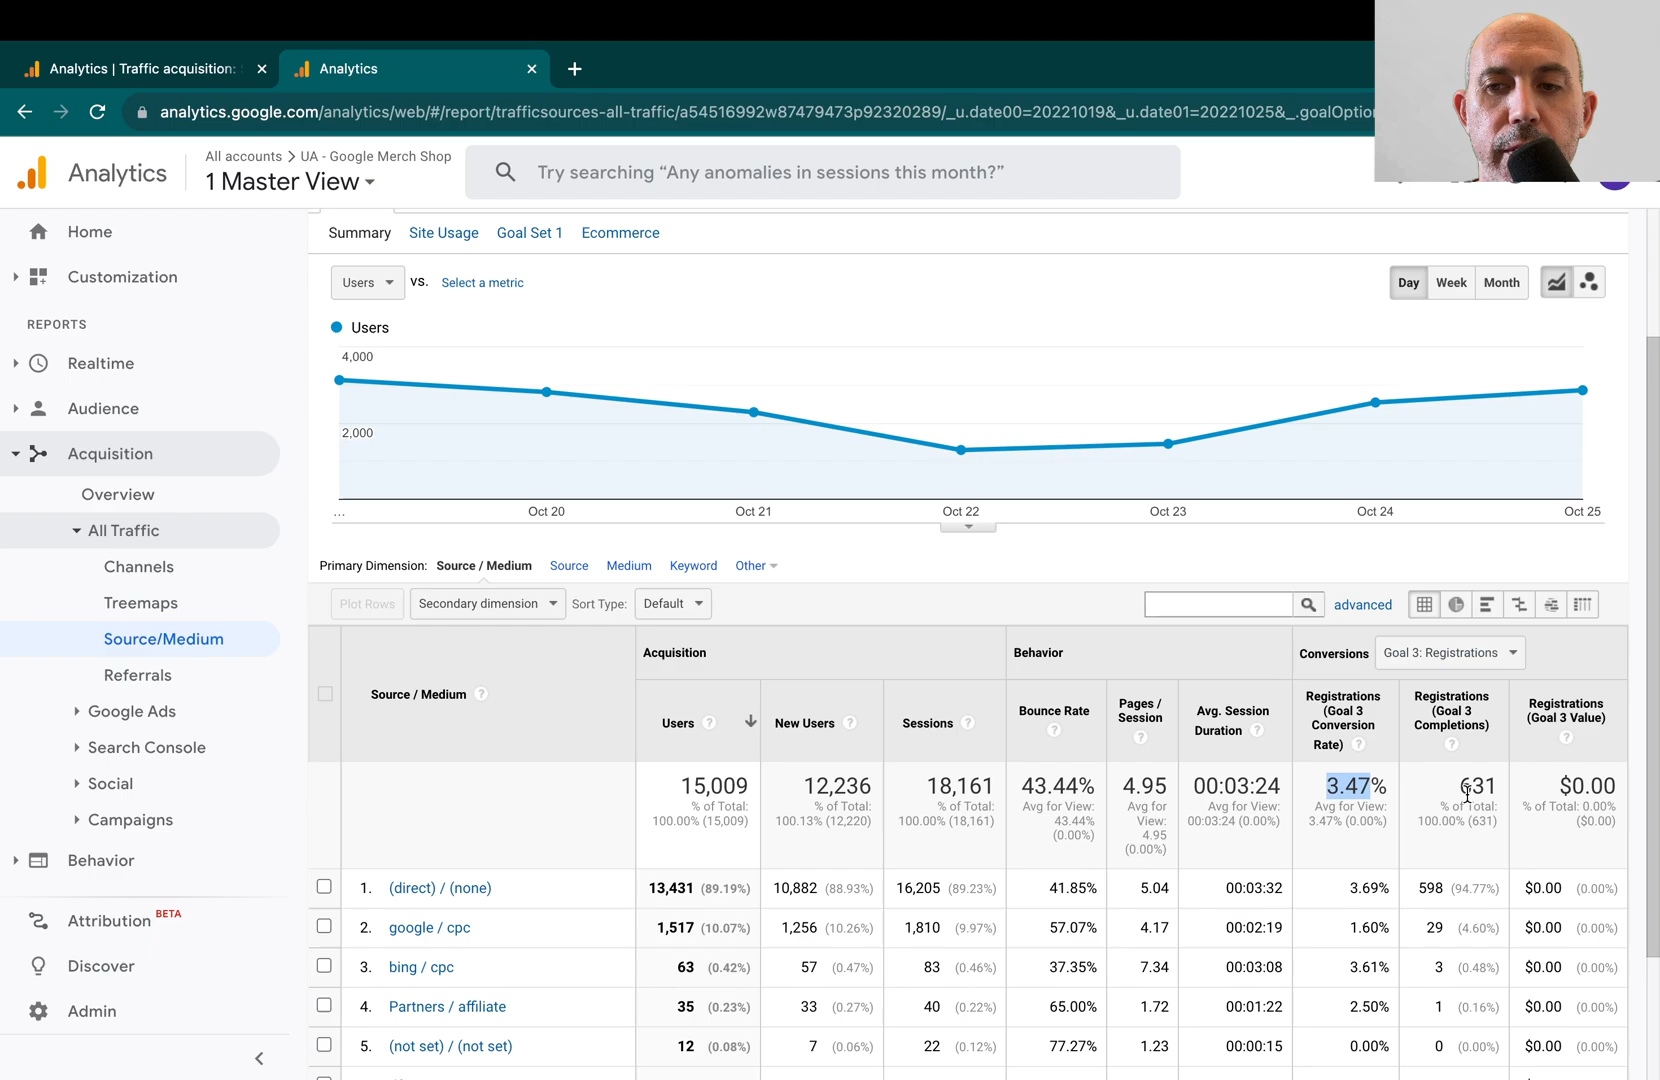 Analytics | Traffic acquisition:
Analytics
analytics.google.com/analytics/web/#/report/trafficsources-all-traffic/a54516992w87479473p92320289/_u.date00=20221019&_u.date01=20221025&_.goalOption
Analytics
All accounts > UA - Google Merch Shop
1 Master View
Try searching “Any anomalies in sessions this month?”
Home
Customization
REPORTS
Realtime
Audience
Acquisition
Overview
All Traffic
Channels
Treemaps
Source/Medium
Referrals
Google Ads
Search Console
Social
Campaigns
Behavior
Attribution BETA
Discover
Admin
Summary Site Usage Goal Set 1 Ecommerce
Users VS. Select a metric
Day Week Month
Users
4,000
2,000
... Oct 20 Oct 21 Oct 22 Oct 23 Oct 24 Oct 25
Primary Dimension: Source / Medium Source Medium Keyword Other
Plot Rows Secondary dimension Sort Type: Default advanced
Source / Medium ?
Acquisition
Behavior
Conversions Goal 3: Registrations
Users ?
New Users ?
Sessions ?
Bounce Rate
?
Pages /
Session
?
Avg. Session
Duration ?
Registrations
(Goal 3
Conversion
Rate) ?
Registrations
(Goal 3
Completions)
?
Registrations
(Goal 3 Value)
?
15,009
% of Total:
100.00% (15,009)
12,236
% of Total:
100.13% (12,220)
18,161
% of Total:
100.00% (18,161)
43.44%
Avg for View:
43.44%
(0.00%)
4.95
Avg for
View:
4.95
(0.00%)
00:03:24
Avg for View:
00:03:24 (0.00%)
3.47%
Avg for View:
3.47% (0.00%)
631
% of Total:
100.00% (631)
$0.00
% of Total: 0.00%
($0.00)
1. (direct) / (none) 13,431 (89.19%) 10,882 (88.93%) 16,205 (89.23%) 41.85% 5.04 00:03:32 3.69% 598 (94.77%) $0.00 (0.00%)
2. google / cpc 1,517 (10.07%) 1,256 (10.26%) 1,810 (9.97%) 57.07% 4.17 00:02:19 1.60% 29 (4.60%) $0.00 (0.00%)
3. bing / cpc 63 (0.42%) 57 (0.47%) 83 (0.46%) 37.35% 7.34 00:03:08 3.61% 3 (0.48%) $0.00 (0.00%)
4. Partners / affiliate 35 (0.23%) 33 (0.27%) 40 (0.22%) 65.00% 1.72 00:01:22 2.50% 1 (0.16%) $0.00 (0.00%)
5. (not set) / (not set) 12 (0.08%) 7 (0.06%) 22 (0.12%) 77.27% 1.23 00:00:15 0.00% 0 (0.00%) $0.00 (0.00%)